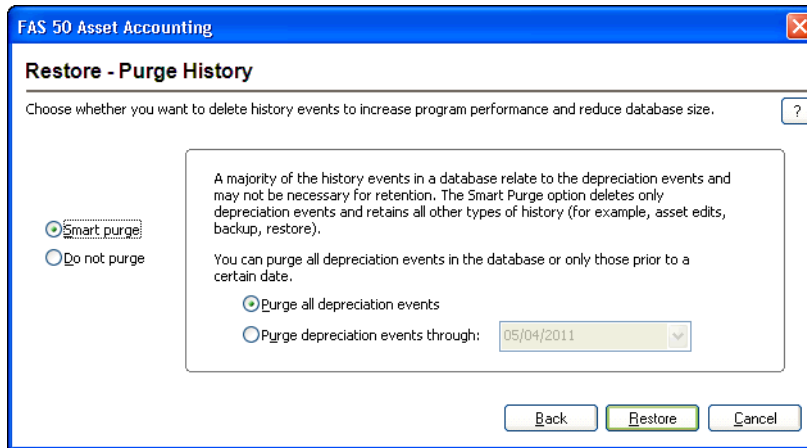 FAS 50 Asset Accounting
Restore - Purge History
Choose whether you want to delete history events to increase program performance and reduce database size.
?
A majority of the history events in a database relate to the depreciation events and
may not be necessary for retention. The Smart Purge option deletes only
depreciation events and retains all other types of history (for example, asset edits,
backup, restore).
Smart purge
Do not purge
You can purge all depreciation events in the database or only those prior to a
certain date.
Purge all depreciation events
Purge depreciation events through: 05/04/2011
Back Restore Cancel